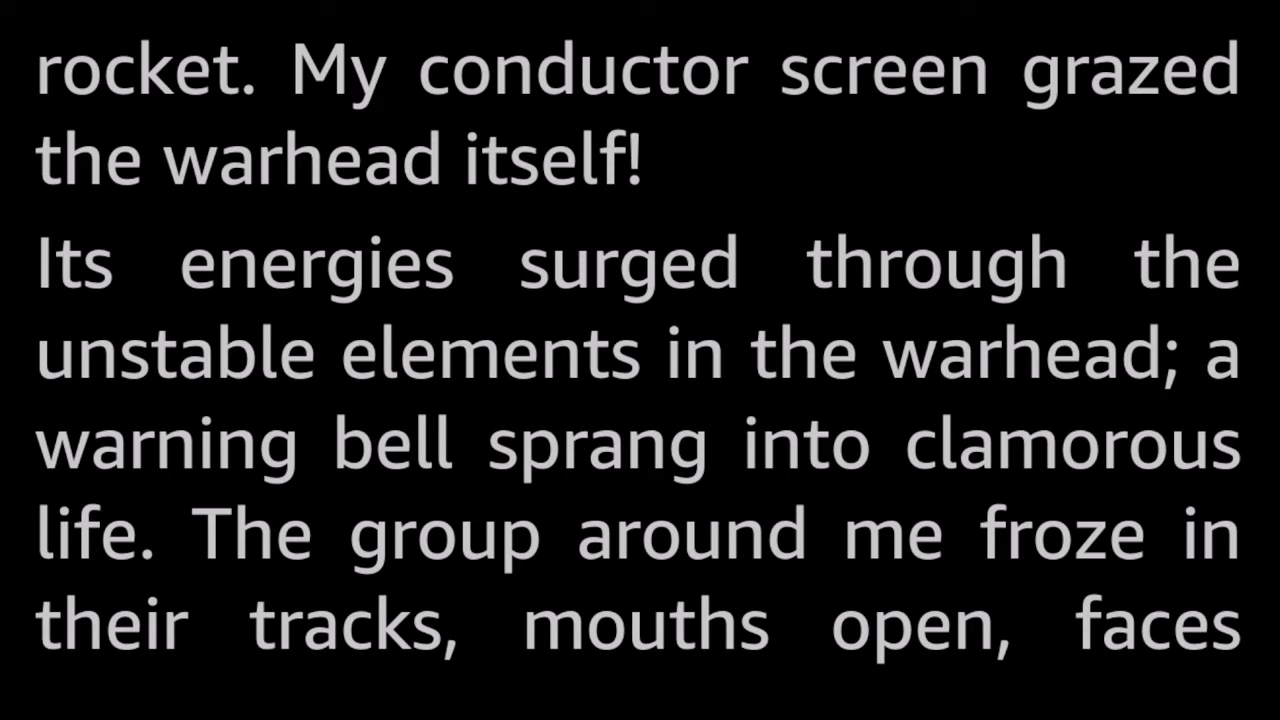 rocket. My conductor screen grazed
the warhead itself!
Its energies surged through the
unstable elements in the warhead; a
warning bell sprang into clamorous
life. The group around me froze in
their tracks, mouths open, faces